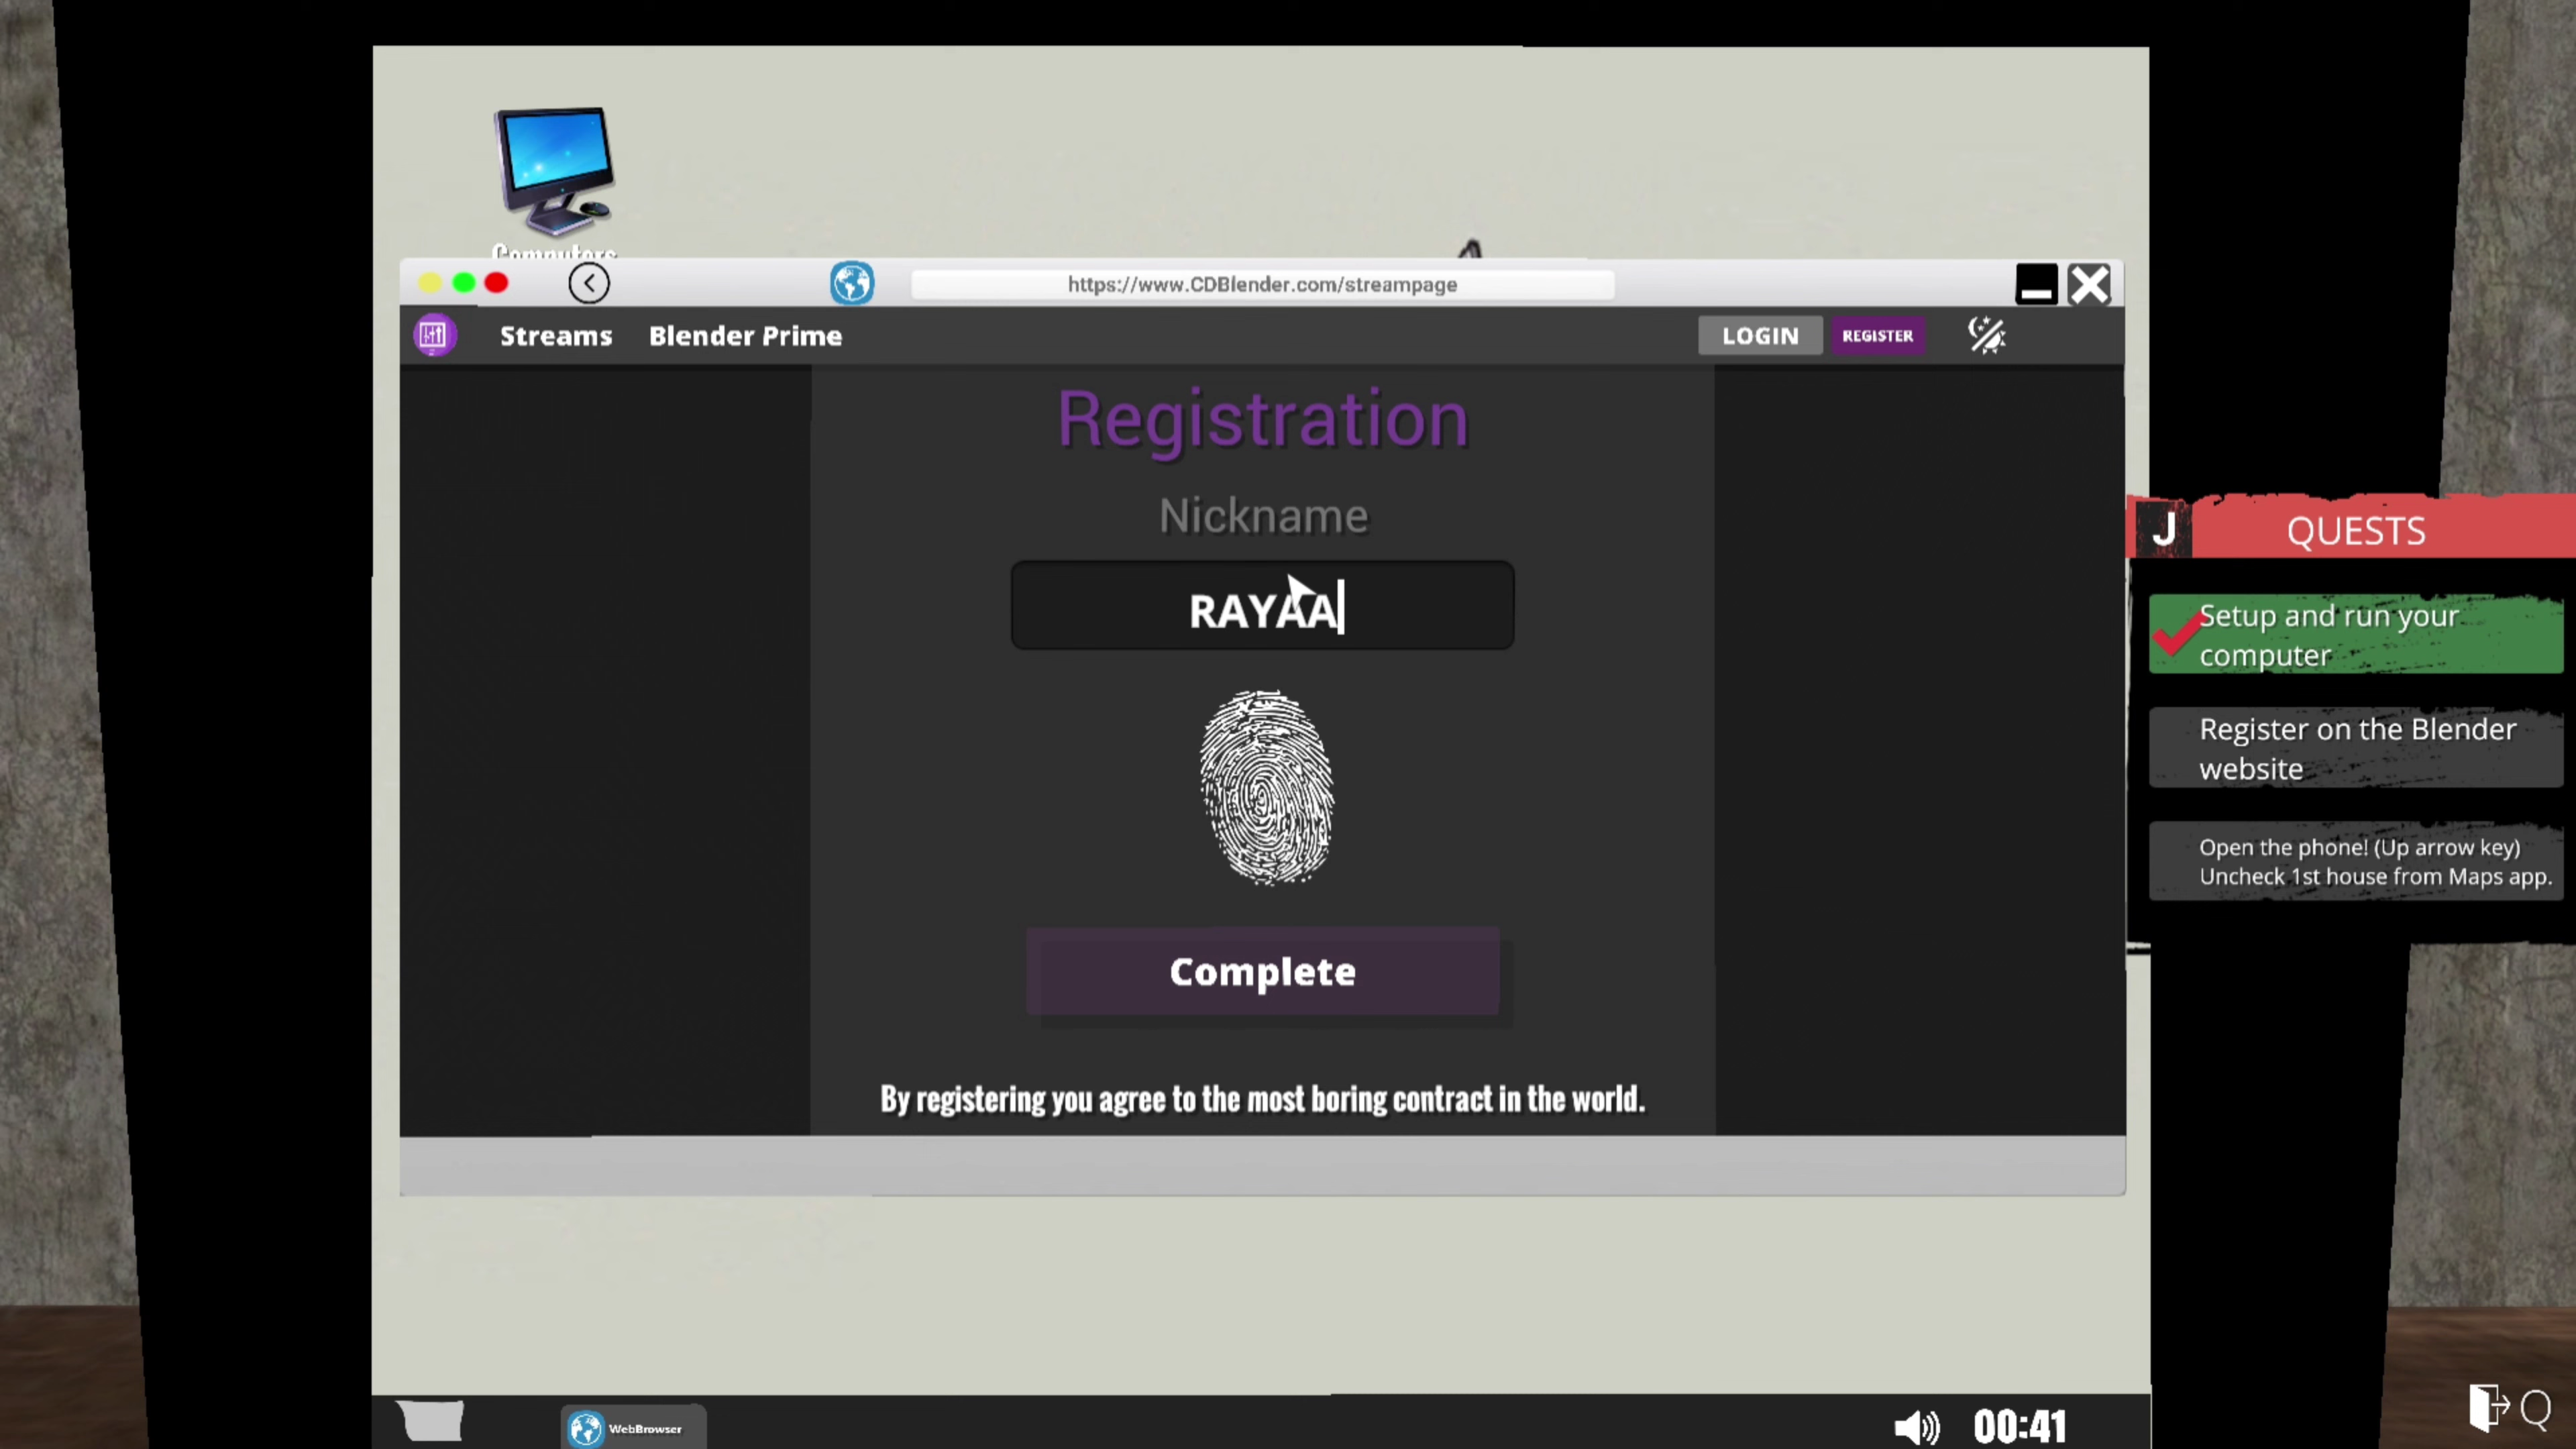 Computers
https://www.CDBlender.com/streampage
Streams Blender Prime LOGIN REGISTER
Registration
Nickname
RAYAA
Complete
By registering you agree to the most boring contract in the world.
J QUESTS
Setup and run your
computer
Register on the Blender
website
Open the phone! (Up arrow key)
Uncheck 1st house from Maps app.
WebBrowser
00:41
Q